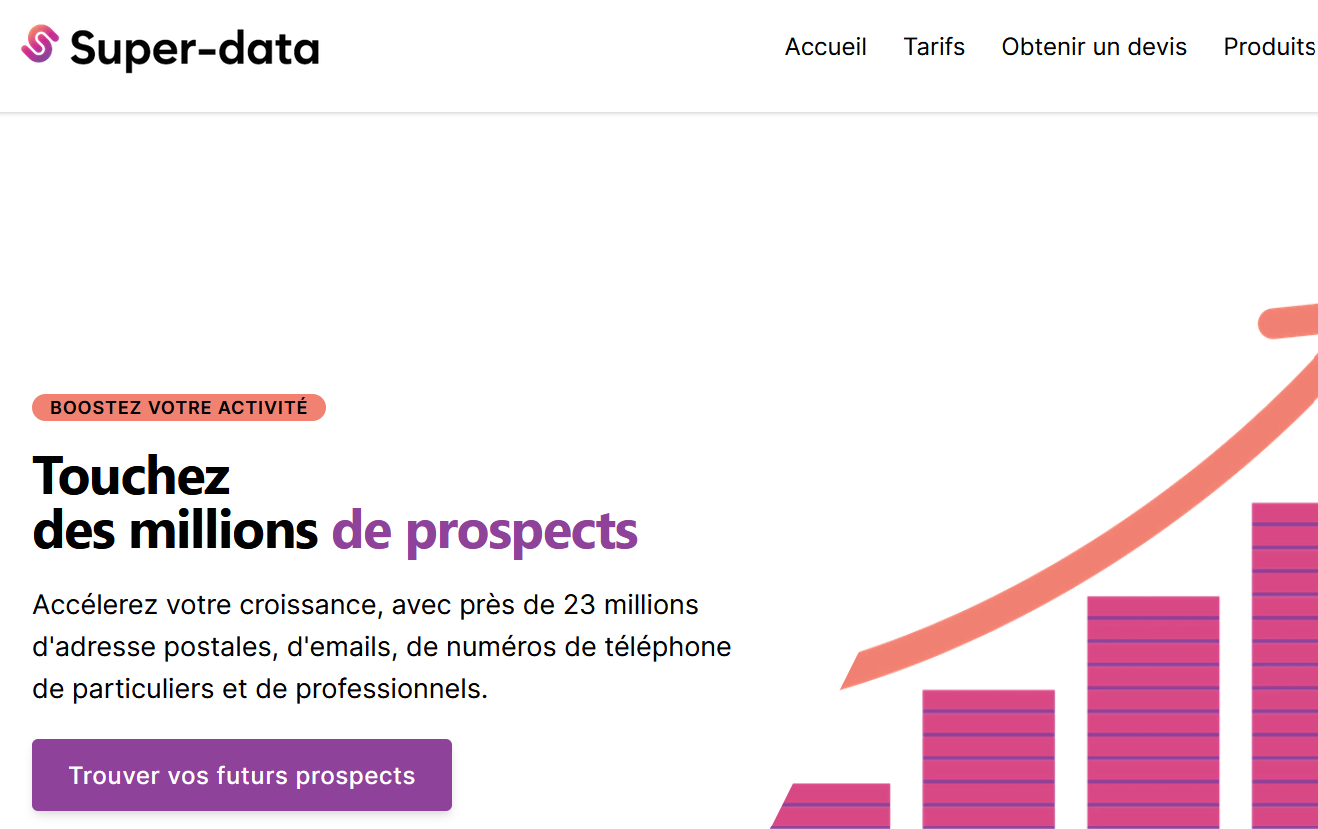 Super-data
Accueil Tarifs Obtenir un devis Produits
BOOSTEZ VOTRE ACTIVITÉ
Touchez
des millions de prospects
Accélerez votre croissance, avec près de 23 millions
d'adresse postales, d'emails, de numéros de téléphone
de particuliers et de professionnels.
Trouver vos futurs prospects